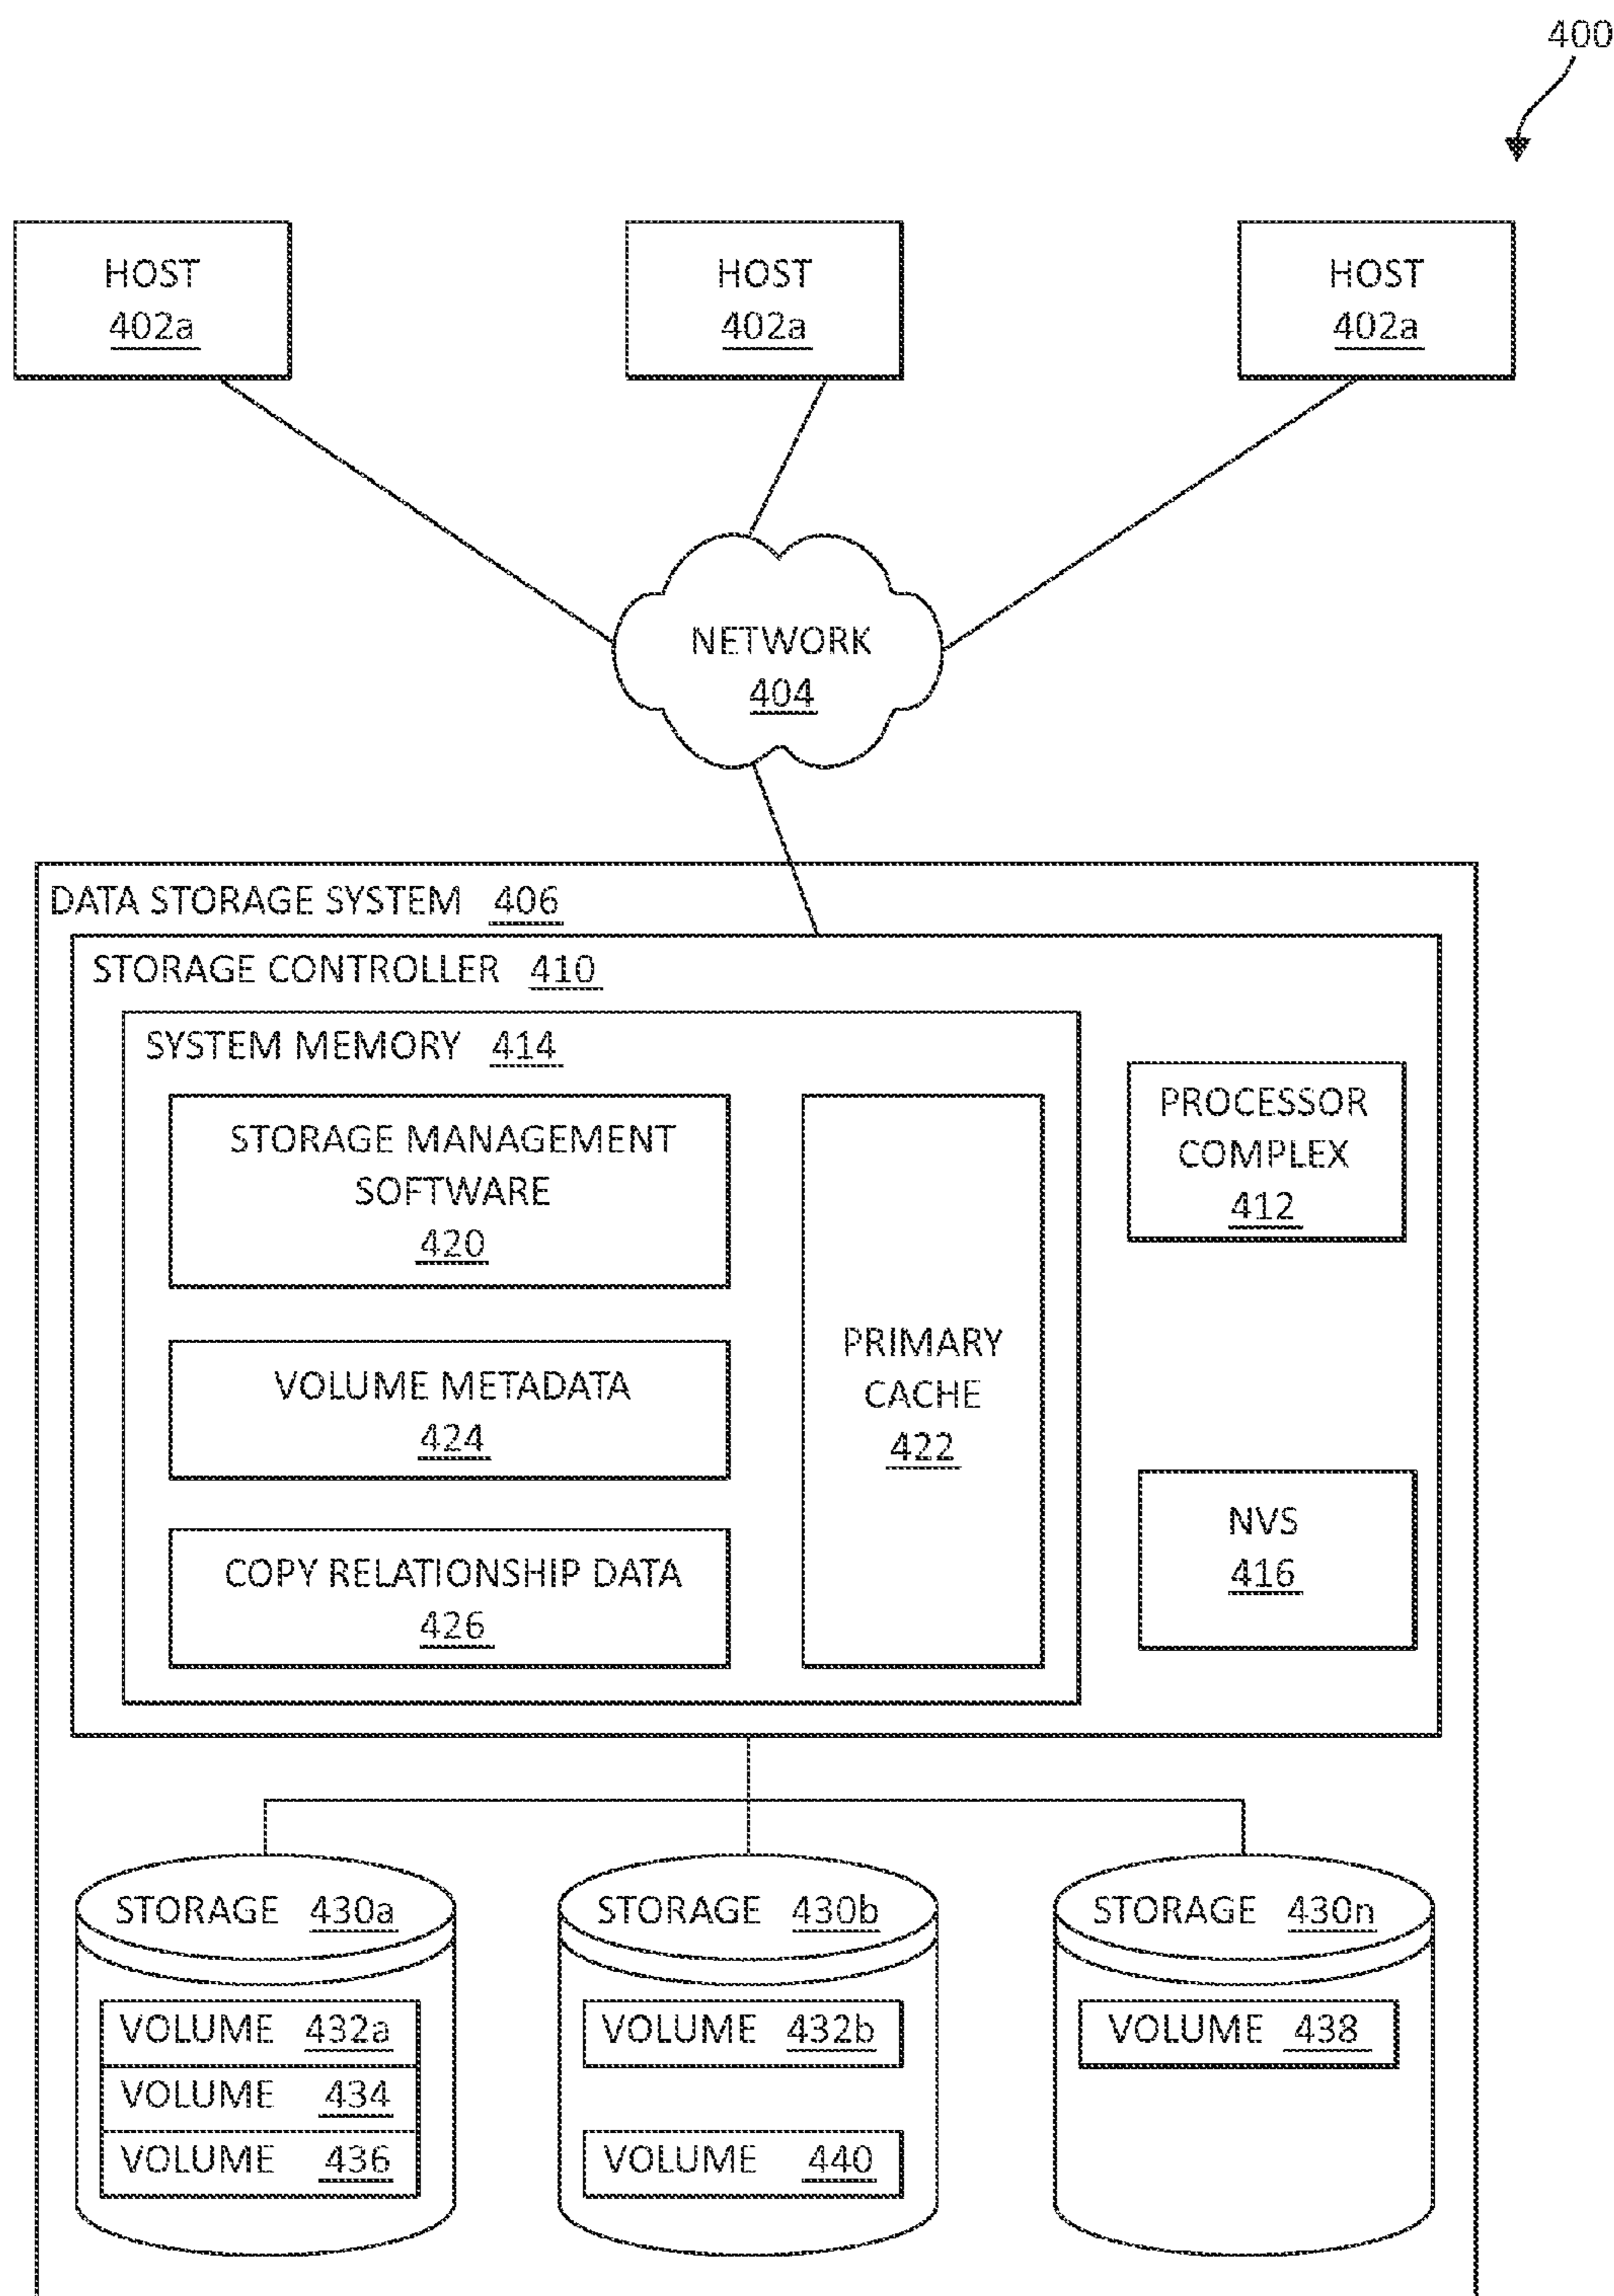 400
HOST
402a
HOST
402a
HOST
402a
NETWORK
404
DATA STORAGE SYSTEM 406
STORAGE CONTROLLER 410
SYSTEM MEMORY 414
STORAGE MANAGEMENT
SOFTWARE
420
VOLUME METADATA
424
COPY RELATIONSHIP DATA
426
PRIMARY
CACHE
422
PROCESSOR
COMPLEX
412
NVS
416
STORAGE 430a
VOLUME 432a
VOLUME 434
VOLUME 436
STORAGE 430b
VOLUME 432b
VOLUME 440
STORAGE 430n
VOLUME 438